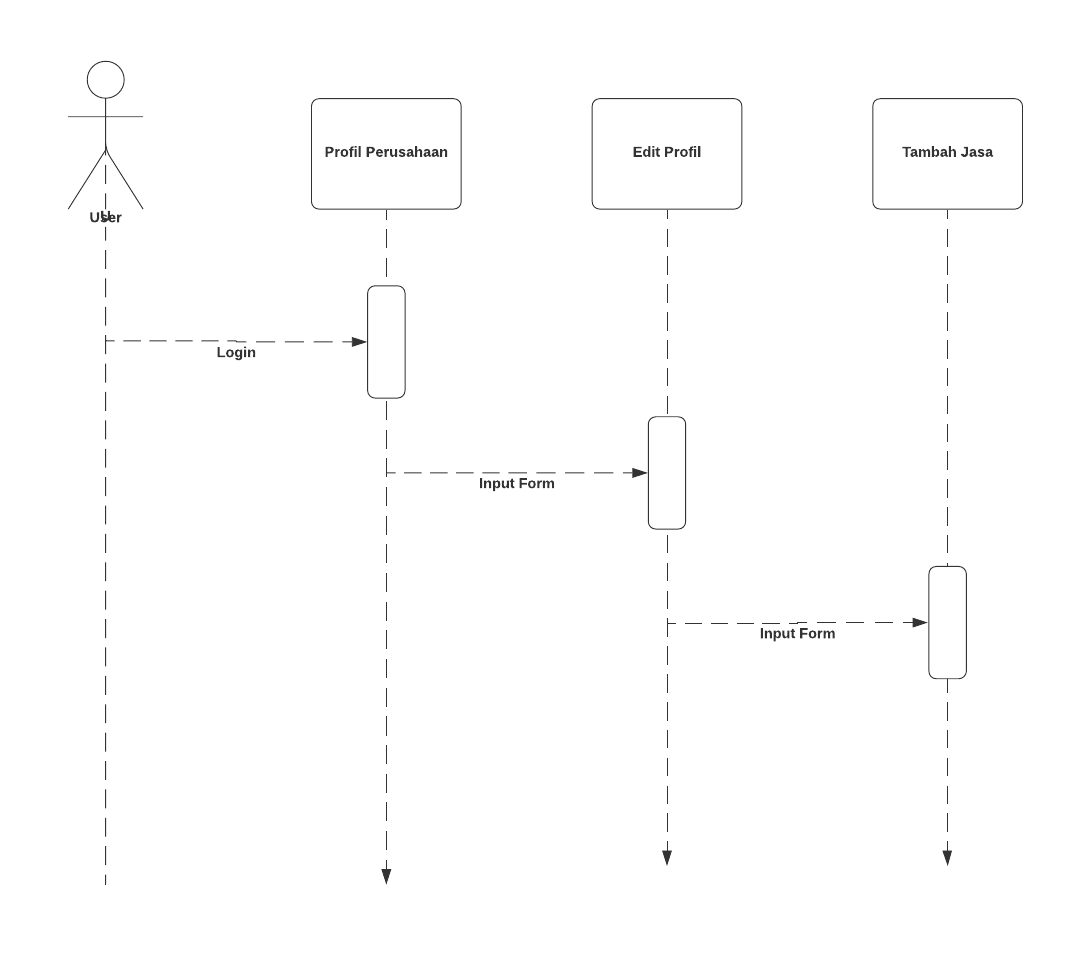 Profil Perusahaan
Edit Profil
Tambah Jasa
User
Login
Input Form
Input Form